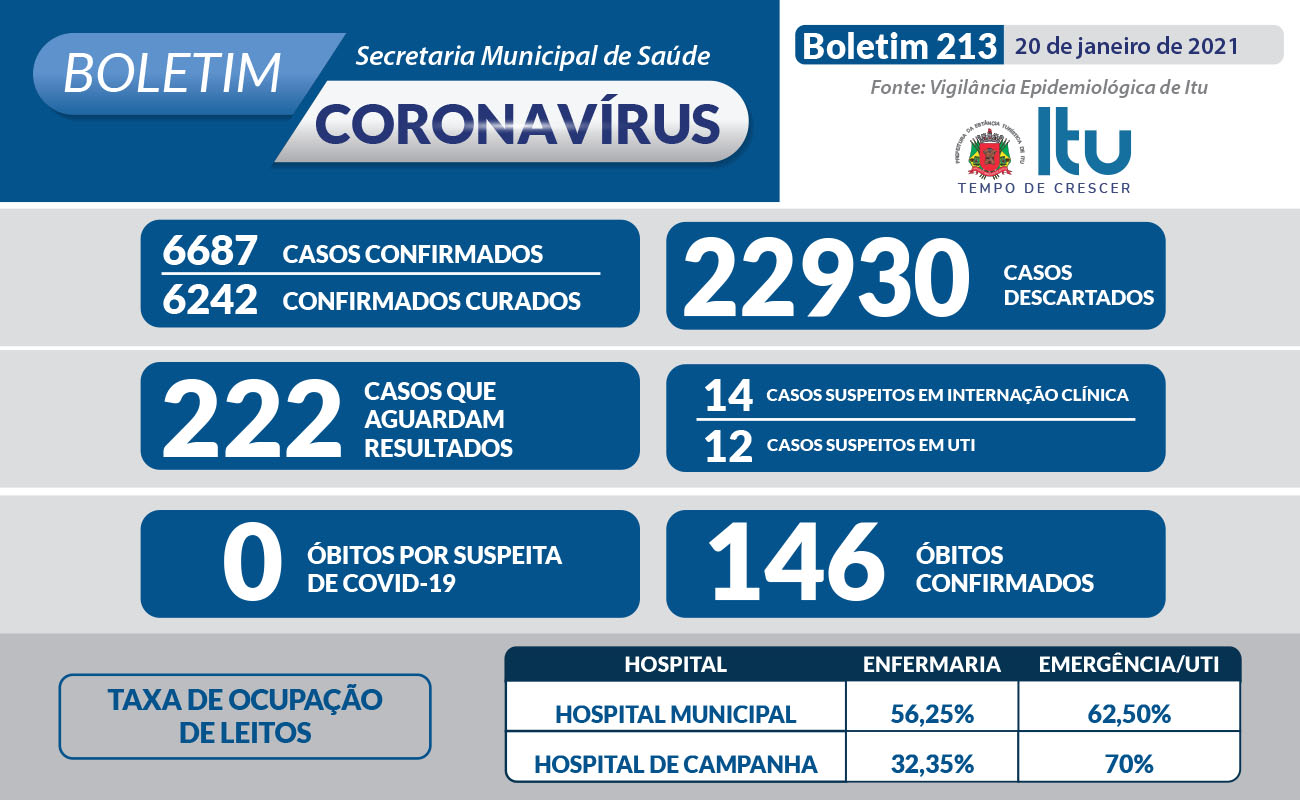 BOLETIM
Secretaria Municipal de Saúde
CORONAVÍRUS
Boletim 213 20 de janeiro de 2021
Fonte: Vigilância Epidemiológica de Itu
PREFEITURA DA ESTÂNCIA TURÍSTICA DE ITU
Itu
TEMPO DE CRESCER
6687 CASOS CONFIRMADOS
6242 CONFIRMADOS CURADOS
22930 CASOS
DESCARTADOS
222 CASOS QUE
AGUARDAM
RESULTADOS
14 CASOS SUSPEITOS EM INTERNAÇÃO CLÍNICA
12 CASOS SUSPEITOS EM UTI
0 ÓBITOS POR SUSPEITA
DE COVID-19
146 ÓBITOS
CONFIRMADOS
TAXA DE OCUPAÇÃO
DE LEITOS
HOSPITAL ENFERMARIA EMERGÊNCIA/UTI
HOSPITAL MUNICIPAL 56,25% 62,50%
HOSPITAL DE CAMPANHA 32,35% 70%